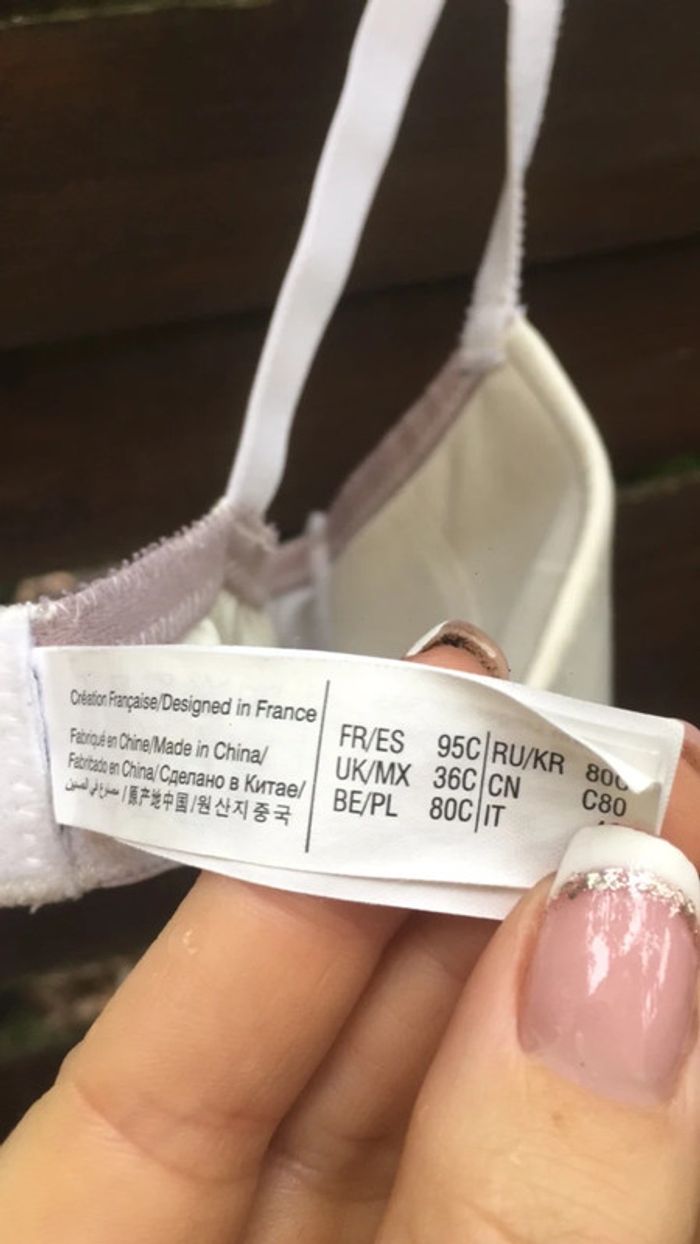 Création Française/Designed in France
Fabriqué en Chine/Made in China/
Fabricado en China/Сделано в Китае/
صنوع في الصين/原产地中国/원산지 중국
FR/ES 95C
UK/MX 36C
BE/PL 80C
RU/KR 80C
CN C80
IT